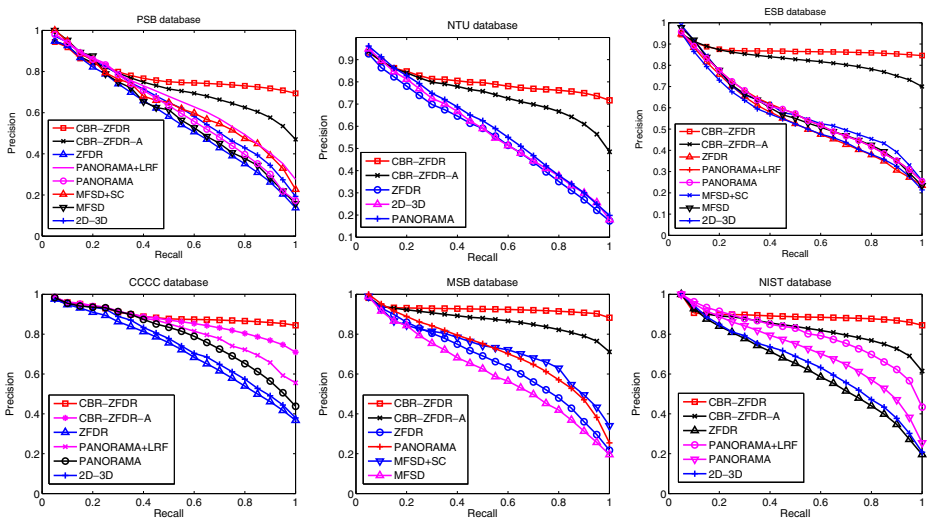 PSB database
Precision
1
0.8
0.6
0.4
0.2
0
0 0.2 0.4 0.6 0.8 1
Recall
CBR−ZFDR
CBR−ZFDR−A
ZFDR
PANORAMA+LRF
PANORAMA
MFSD+SC
MFSD
2D−3D
NTU database
Precision
1
0.9
0.8
0.7
0.6
0.5
0.4
0.3
0.2
0.1
0 0.2 0.4 0.6 0.8 1
Recall
CBR−ZFDR
CBR−ZFDR−A
ZFDR
2D−3D
PANORAMA
ESB database
Precision
1
0.9
0.8
0.7
0.6
0.5
0.4
0.3
0.2
0.1
0
0 0.2 0.4 0.6 0.8 1
Recall
CBR−ZFDR
CBR−ZFDR−A
ZFDR
PANORAMA+LRF
PANORAMA
MFSD+SC
MFSD
2D−3D
CCCC database
Precision
1
0.8
0.6
0.4
0.2
0
0 0.2 0.4 0.6 0.8 1
Recall
CBR−ZFDR
CBR−ZFDR−A
ZFDR
PANORAMA+LRF
PANORAMA
2D−3D
MSB database
Precision
1
0.8
0.6
0.4
0.2
0
0 0.2 0.4 0.6 0.8 1
Recall
CBR−ZFDR
CBR−ZFDR−A
ZFDR
PANORAMA
MFSD+SC
MFSD
NIST database
Precision
1
0.8
0.6
0.4
0.2
0
0 0.2 0.4 0.6 0.8 1
Recall
CBR−ZFDR
CBR−ZFDR−A
ZFDR
PANORAMA+LRF
PANORAMA
2D−3D